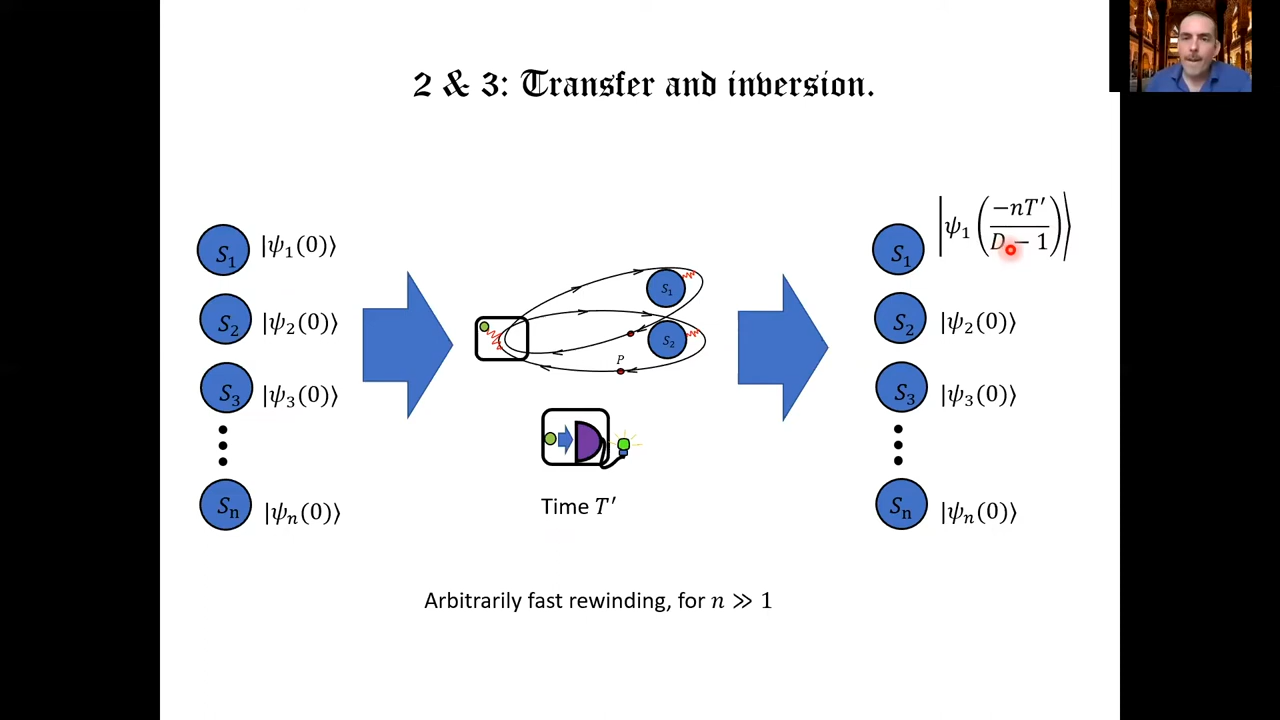 2 & 3: Transfer and inversion.
S₁ |ψ₁(0)⟩
S₂ |ψ₂(0)⟩
S₃ |ψ₃(0)⟩
Sₙ |ψₙ(0)⟩
S₁
S₂
P
Time T′
S₁ |ψ₁(−nT′/(D − 1))⟩
S₂ |ψ₂(0)⟩
S₃ |ψ₃(0)⟩
Sₙ |ψₙ(0)⟩
Arbitrarily fast rewinding, for n ≫ 1